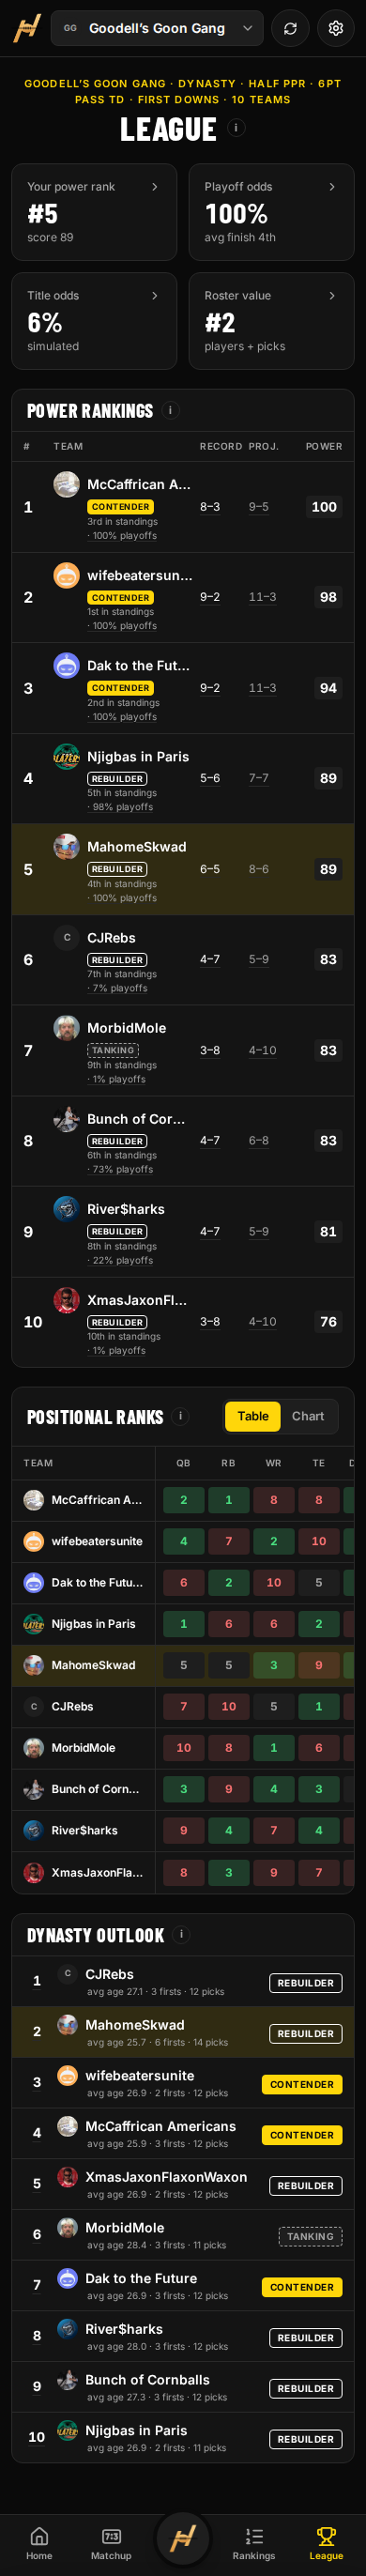 GG Goodell's Goon Gang
GOODELL'S GOON GANG · DYNASTY · HALF PPR · 6PT
PASS TD · FIRST DOWNS · 10 TEAMS
LEAGUE i
Your power rank
#5
score 89
Playoff odds
100%
avg finish 4th
Title odds
6%
simulated
Roster value
#2
players + picks
POWER RANKINGS i
# TEAM RECORD PROJ. POWER
McCaffrican A...
1 CONTENDER 8–3 9–5 100
3rd in standings
· 100% playoffs
wifebeatersun...
2 CONTENDER 9–2 11–3 98
1st in standings
· 100% playoffs
Dak to the Fut...
3 CONTENDER 9–2 11–3 94
2nd in standings
· 100% playoffs
Njigbas in Paris
4 REBUILDER 5–6 7–7 89
5th in standings
· 98% playoffs
MahomeSkwad
5 REBUILDER 6–5 8–6 89
4th in standings
· 100% playoffs
C CJRebs
6 REBUILDER 4–7 5–9 83
7th in standings
· 7% playoffs
MorbidMole
7 TANKING 3–8 4–10 83
9th in standings
· 1% playoffs
Bunch of Cor...
8 REBUILDER 4–7 6–8 83
6th in standings
· 73% playoffs
River$harks
9 REBUILDER 4–7 5–9 81
8th in standings
· 22% playoffs
XmasJaxonFl...
10 REBUILDER 3–8 4–10 76
10th in standings
· 1% playoffs
POSITIONAL RANKS i Table Chart
TEAM QB RB WR TE D
McCaffrican A... 2 1 8 8
wifebeatersunite 4 7 2 10
Dak to the Futu... 6 2 10 5
Njigbas in Paris 1 6 6 2
MahomeSkwad 5 5 3 9
C CJRebs 7 10 5 1
MorbidMole 10 8 1 6
Bunch of Corn... 3 9 4 3
River$harks 9 4 7 4
XmasJaxonFla... 8 3 9 7
DYNASTY OUTLOOK i
1 C CJRebs REBUILDER
avg age 27.1 · 3 firsts · 12 picks
2 MahomeSkwad REBUILDER
avg age 25.7 · 6 firsts · 14 picks
3 wifebeatersunite CONTENDER
avg age 26.9 · 2 firsts · 12 picks
4 McCaffrican Americans CONTENDER
avg age 25.9 · 3 firsts · 12 picks
5 XmasJaxonFlaxonWaxon REBUILDER
avg age 26.9 · 2 firsts · 12 picks
6 MorbidMole TANKING
avg age 28.4 · 3 firsts · 11 picks
7 Dak to the Future CONTENDER
avg age 26.9 · 3 firsts · 12 picks
8 River$harks REBUILDER
avg age 28.0 · 3 firsts · 12 picks
9 Bunch of Cornballs REBUILDER
avg age 27.3 · 3 firsts · 12 picks
10 Njigbas in Paris REBUILDER
avg age 26.9 · 2 firsts · 11 picks
Home Matchup Rankings League